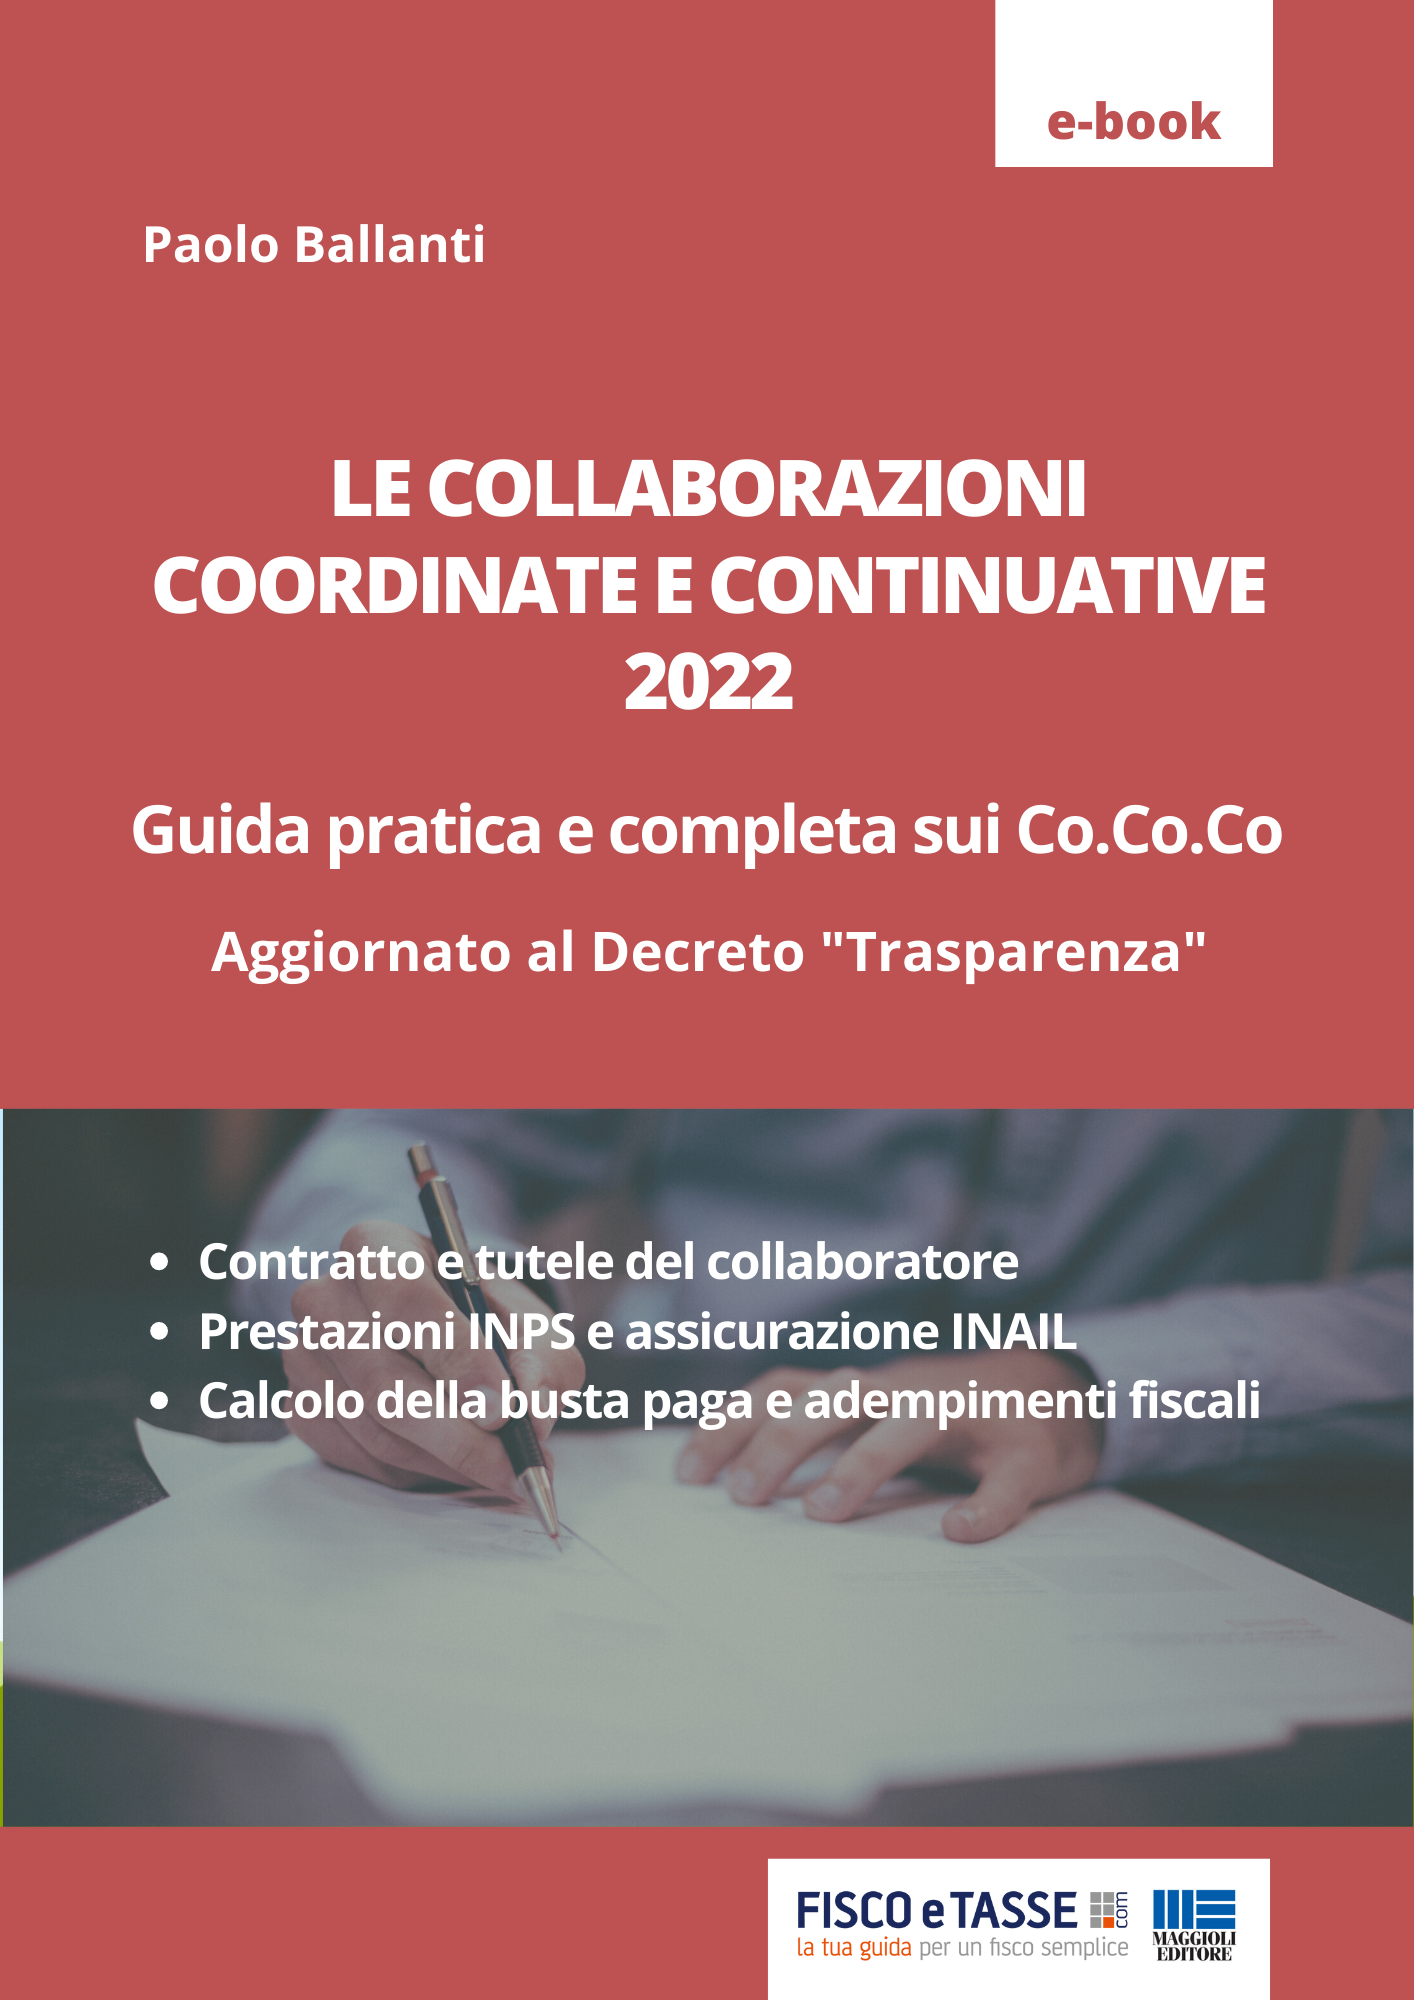 e-book
Paolo Ballanti
LE COLLABORAZIONI
COORDINATE E CONTINUATIVE
2022
Guida pratica e completa sui Co.Co.Co
Aggiornato al Decreto "Trasparenza"
• Contratto e tutele del collaboratore
• Prestazioni INPS e assicurazione INAIL
• Calcolo della busta paga e adempimenti fiscali
FISCO e TASSE .com
la tua guida per un fisco semplice
MAGGIOLI
EDITORE